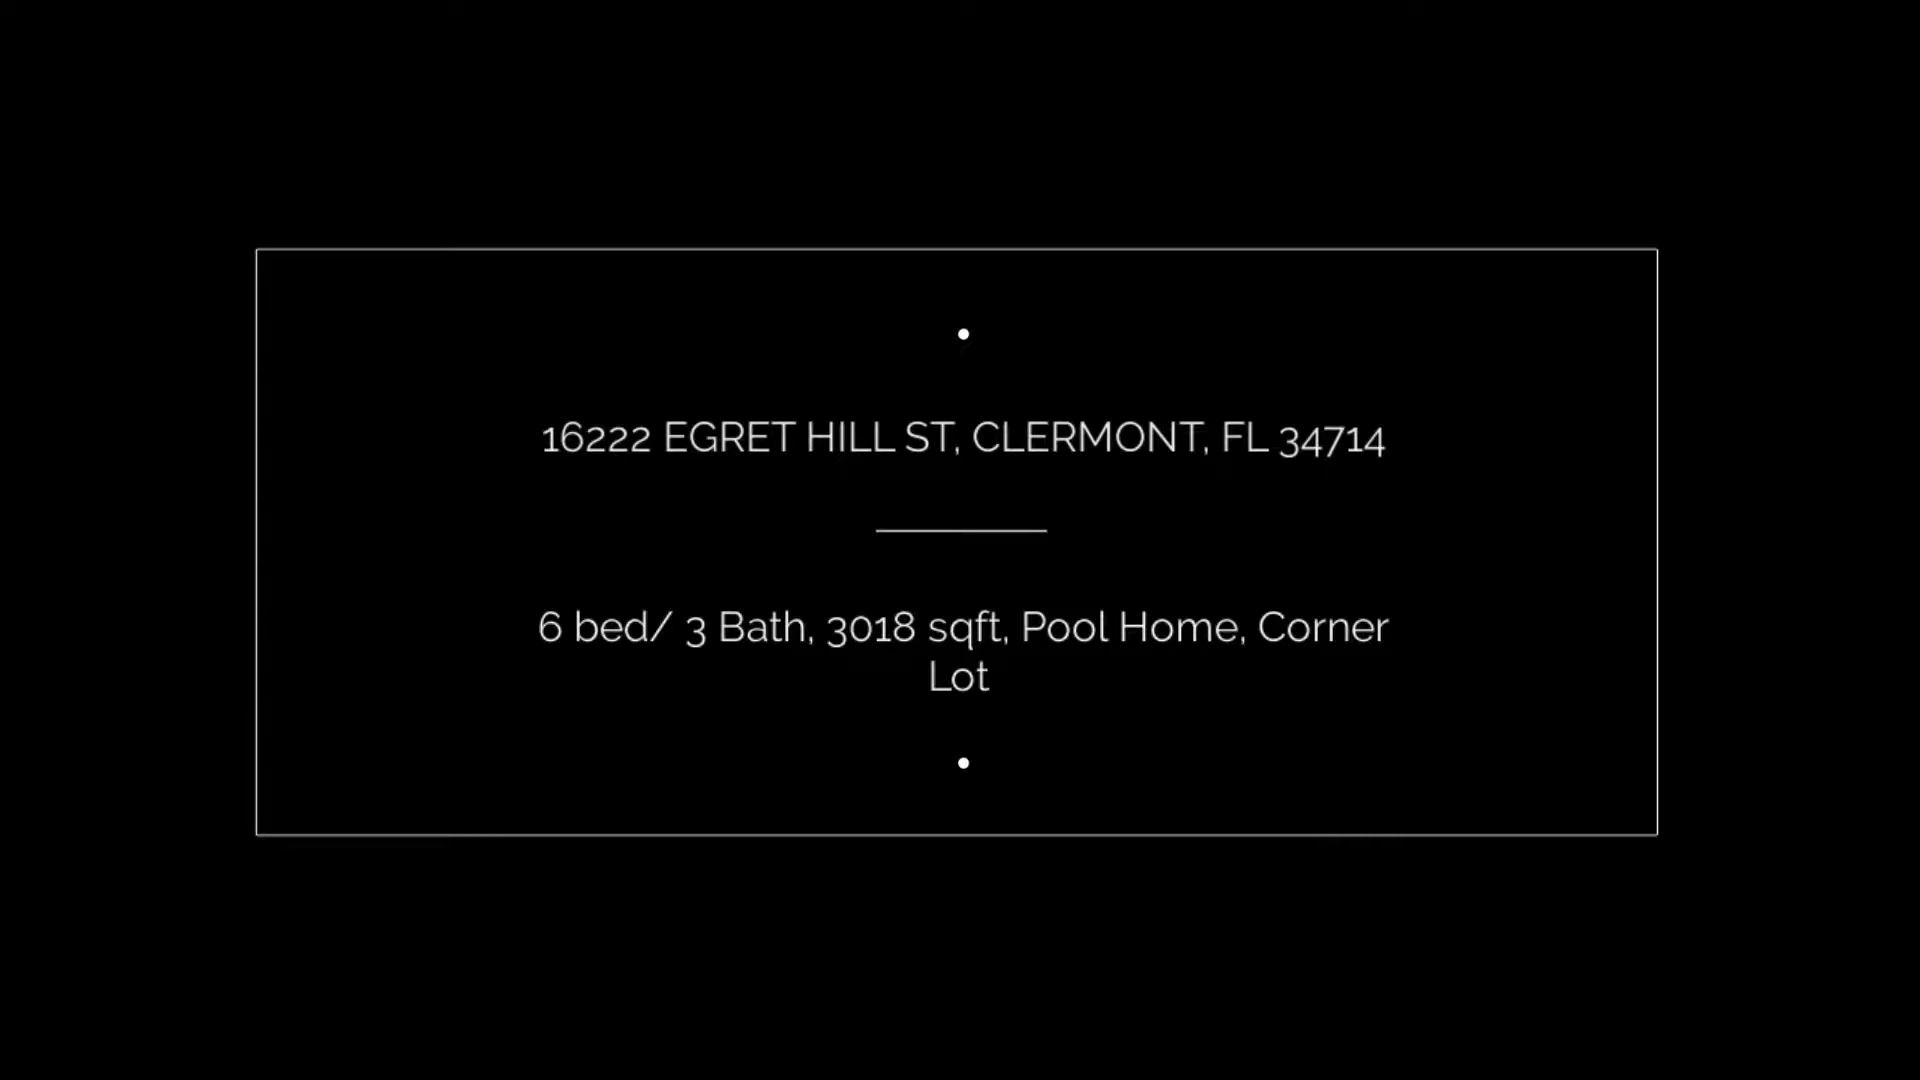 16222 EGRET HILL ST, CLERMONT, FL 34714
6 bed/ 3 Bath, 3018 sqft, Pool Home, Corner
Lot